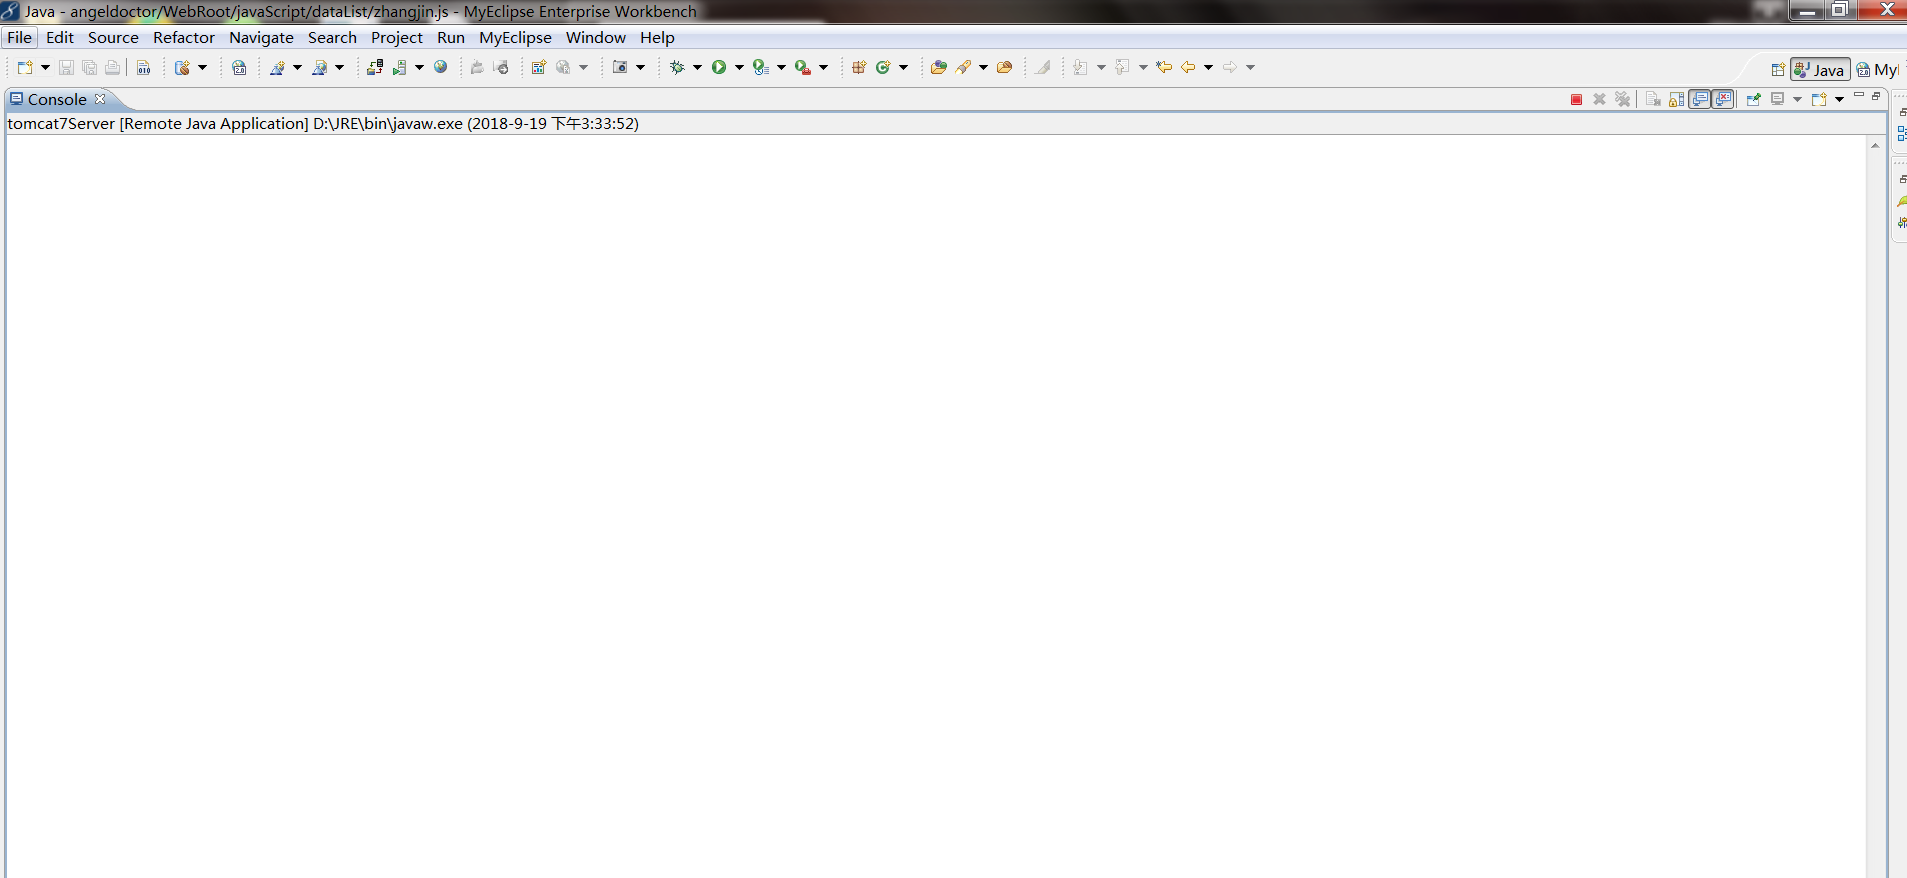 Java - angeldoctor/WebRoot/javaScript/dataList/zhangjin.js - MyEclipse Enterprise Workbench
File Edit Source Refactor Navigate Search Project Run MyEclipse Window Help
Java My
Console
tomcat7Server [Remote Java Application] D:\JRE\bin\javaw.exe (2018-9-19 下午3:33:52)